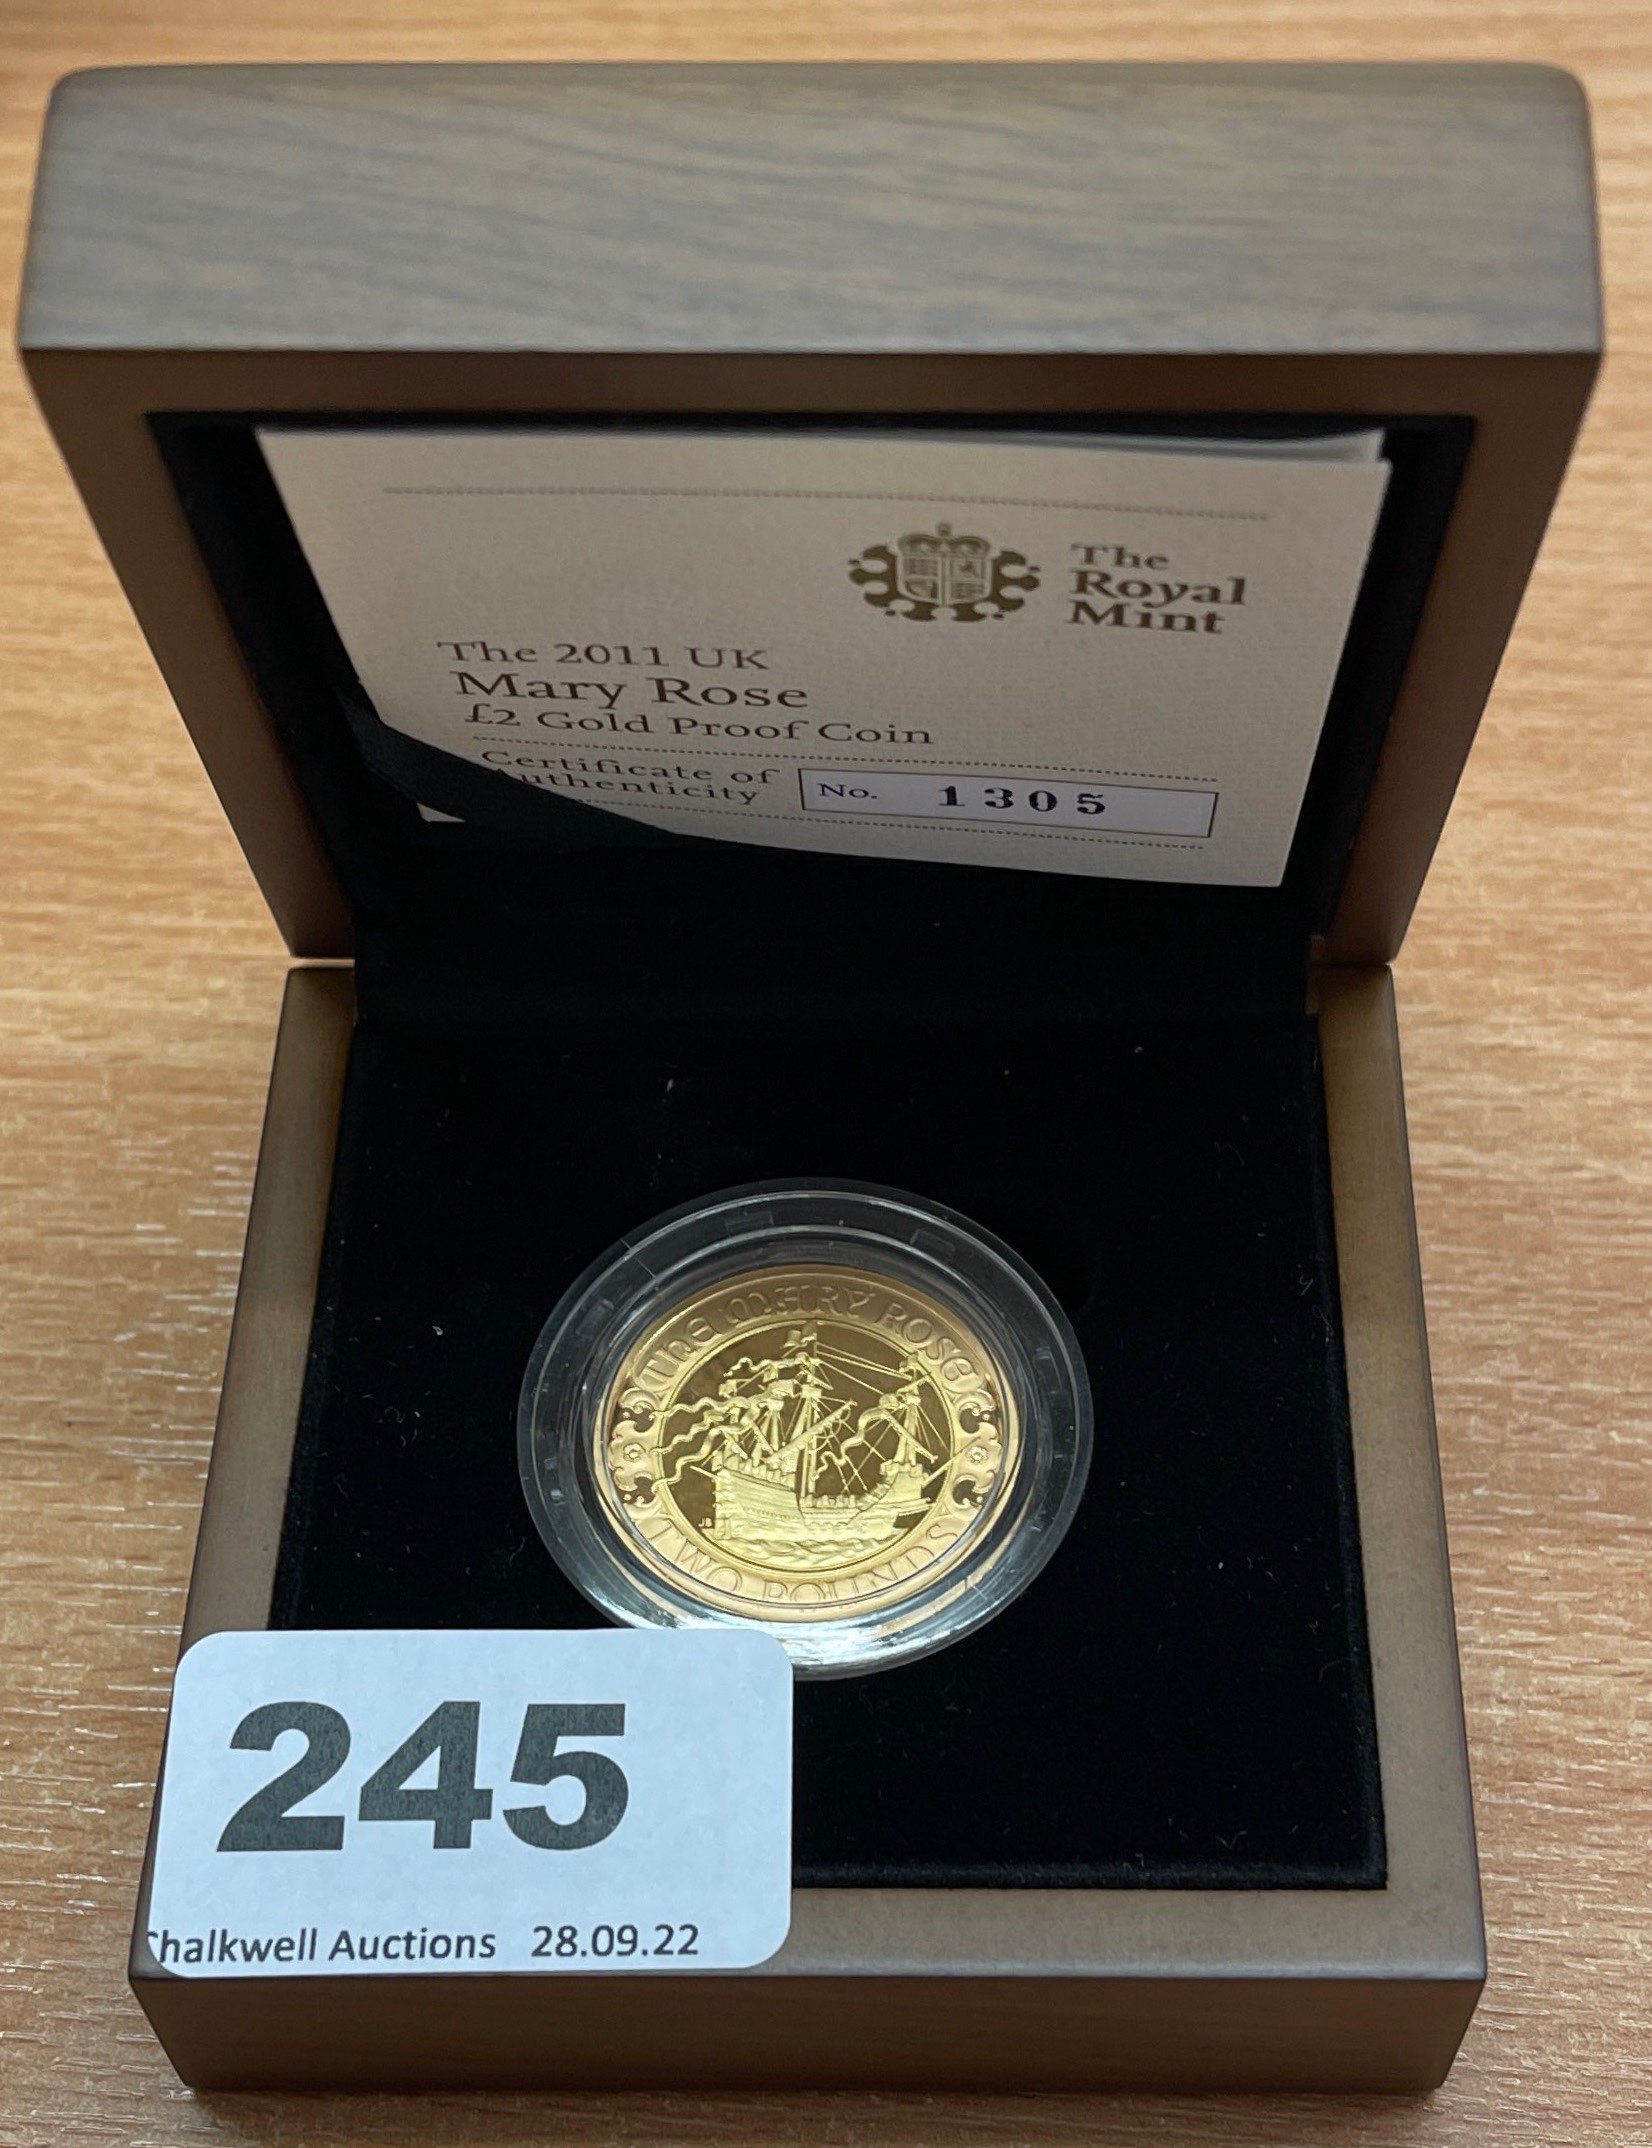 The
Royal
Mint
The 2011 UK
Mary Rose
£2 Gold Proof Coin
Certificate of
Authenticity
No. 1305
THE MARY ROSE
JB
TWO POUNDS
245
Chalkwell Auctions 28.09.22